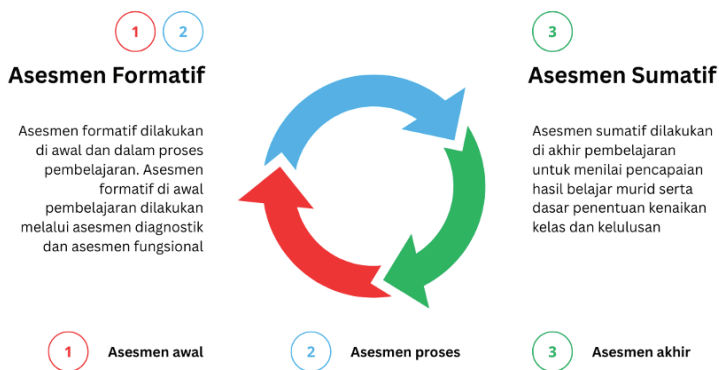 1 2
Asesmen Formatif
Asesmen formatif dilakukan
di awal dan dalam proses
pembelajaran. Asesmen
formatif di awal
pembelajaran dilakukan
melalui asesmen diagnostik
dan asesmen fungsional
3
Asesmen Sumatif
Asesmen sumatif dilakukan
di akhir pembelajaran
untuk menilai pencapaian
hasil belajar murid serta
dasar penentuan kenaikan
kelas dan kelulusan
1 Asesmen awal
2 Asesmen proses
3 Asesmen akhir